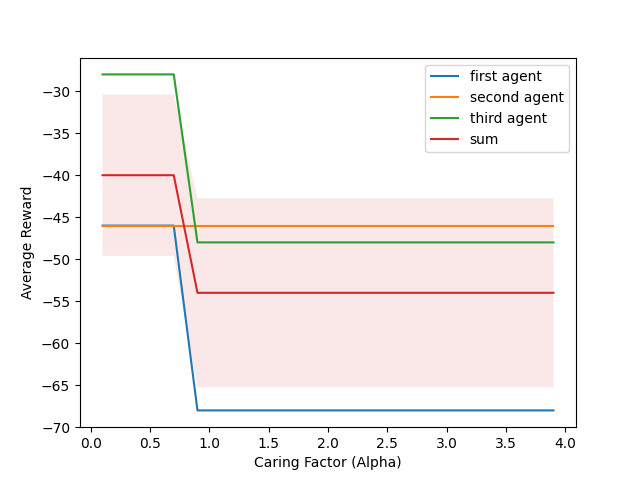 first agent
second agent
third agent
sum
−30
−35
−40
−45
−50
−55
−60
−65
−70
Average Reward
0.0 0.5 1.0 1.5 2.0 2.5 3.0 3.5 4.0
Caring Factor (Alpha)